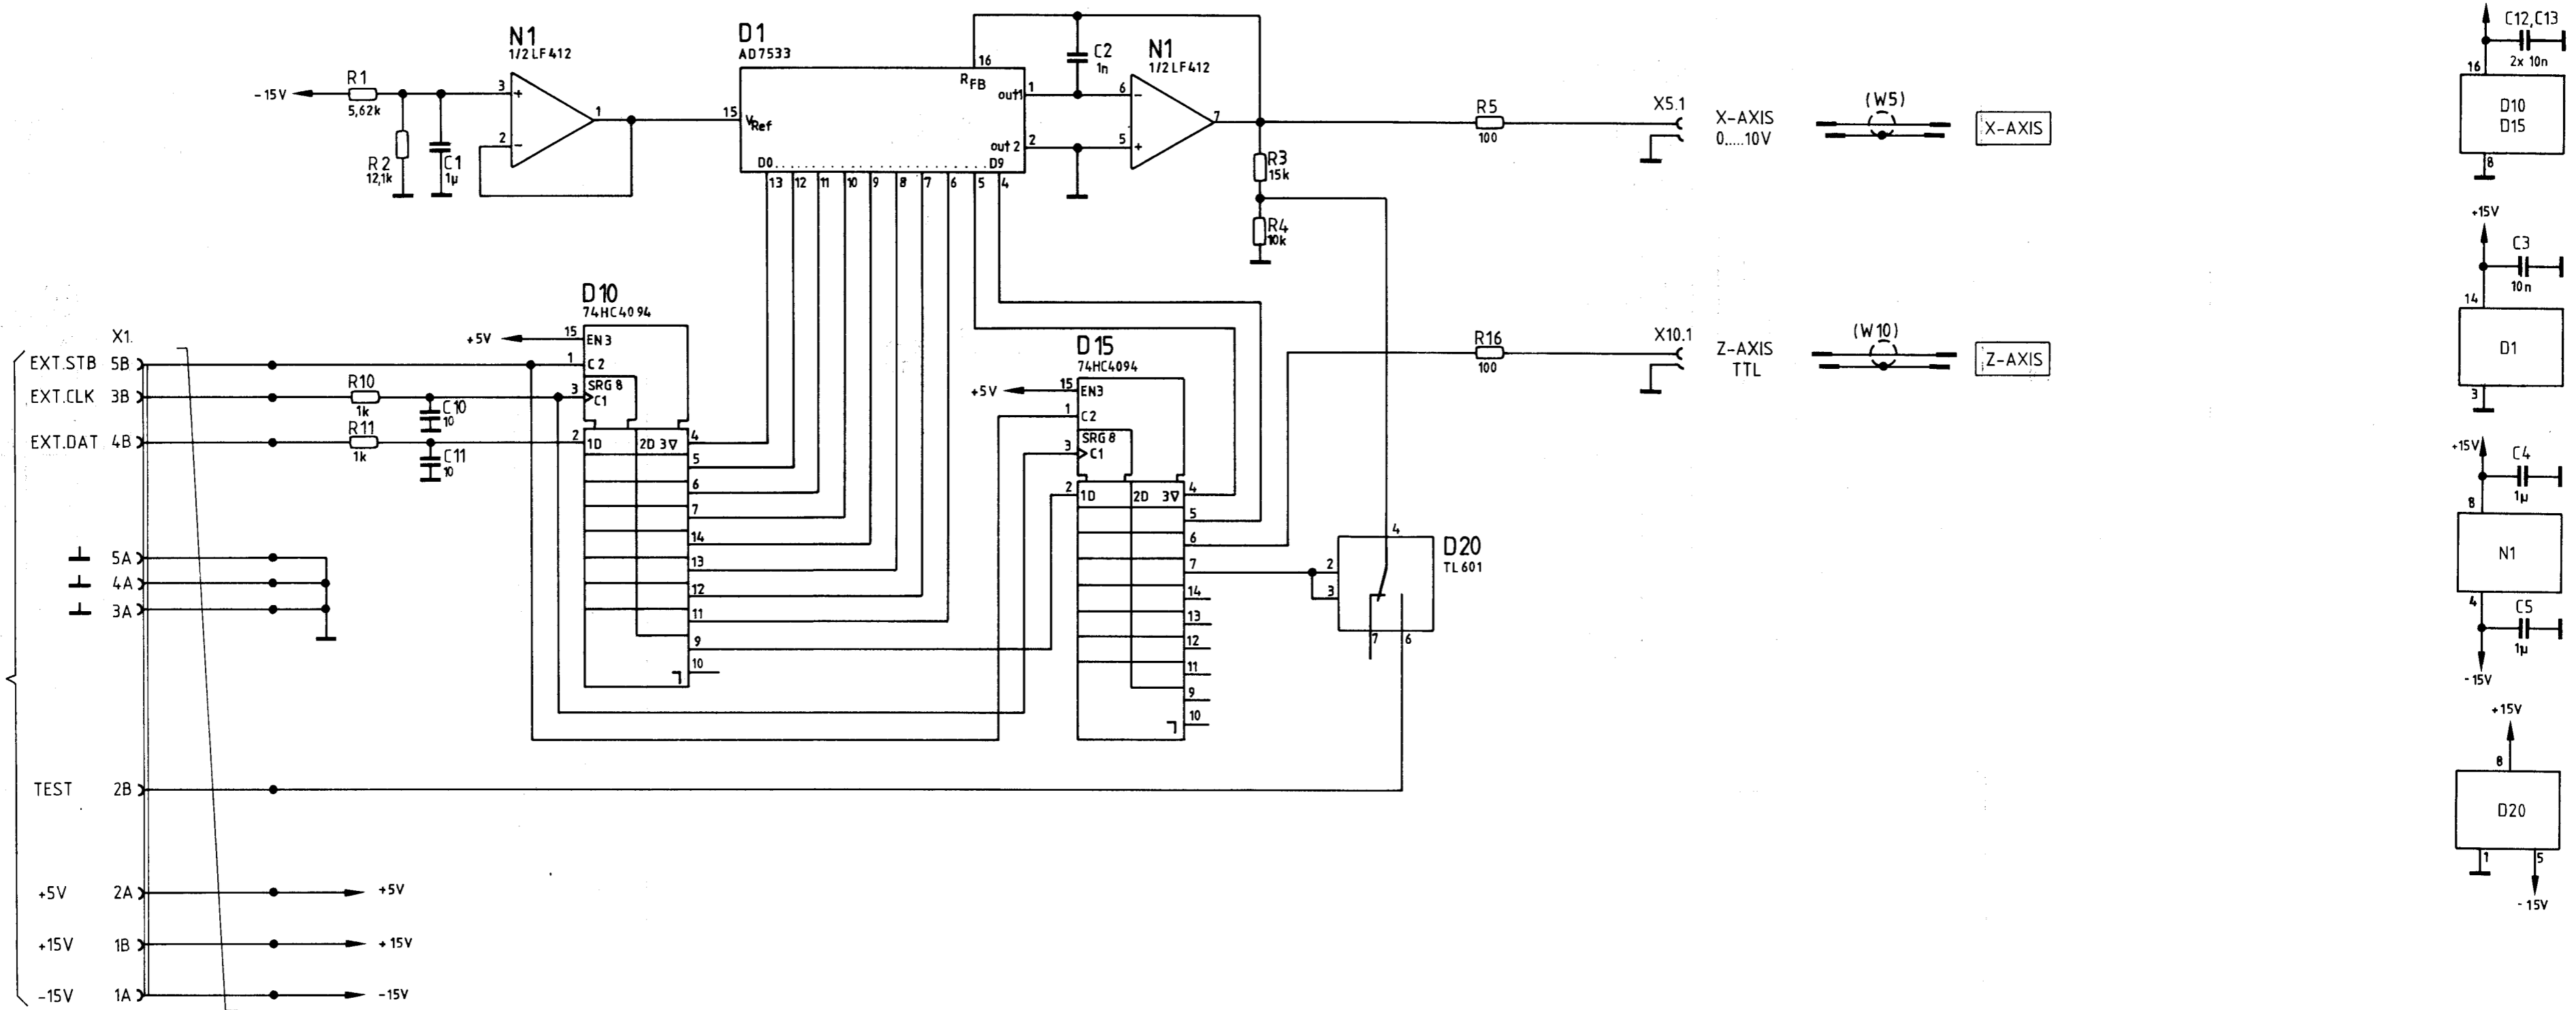 N1
1/2 LF 412
R1
-15V
5,62k
R2
12,1k
C1
1µ
3
+
2
-
1
D1
AD7533
15
VRef
16
RFB
out1
1
out 2
2
D0 . . . . . . . . . . . . . . . . . . . . . . . D9
13 12 11 10 9 8 7 6 5 4
C2
1n
N1
1/2 LF 412
6
-
5
+
7
R3
15k
R4
10k
R5
100
X5.1
X-AXIS
0....10V
(W5)
X-AXIS
D10
74HC4094
+5V
15
EN3
1
C2
SRG 8
3
C1
2
1D
2D 3▽
4
5
6
7
14
13
12
11
9
10
┐
X1.
EXT.STB 5B
EXT.CLK 3B
EXT.DAT 4B
R10
1k
C10
10
R11
1k
C11
10
5A
4A
3A
TEST 2B
+5V 2A +5V
+15V 1B +15V
-15V 1A -15V
D15
74HC4094
+5V
15
EN3
1
C2
SRG 8
3
C1
2
1D
2D 3▽
4
5
6
7
14
13
12
11
9
10
┐
R16
100
X10.1
Z-AXIS
TTL
(W10)
Z-AXIS
D20
TL601
4
2
3
7
6
C12,C13
2x 10n
16
D10
D15
8
+15V
C3
10n
14
D1
3
+15V
C4
1µ
8
N1
4
C5
1µ
-15V
+15V
8
D20
1
5
-15V